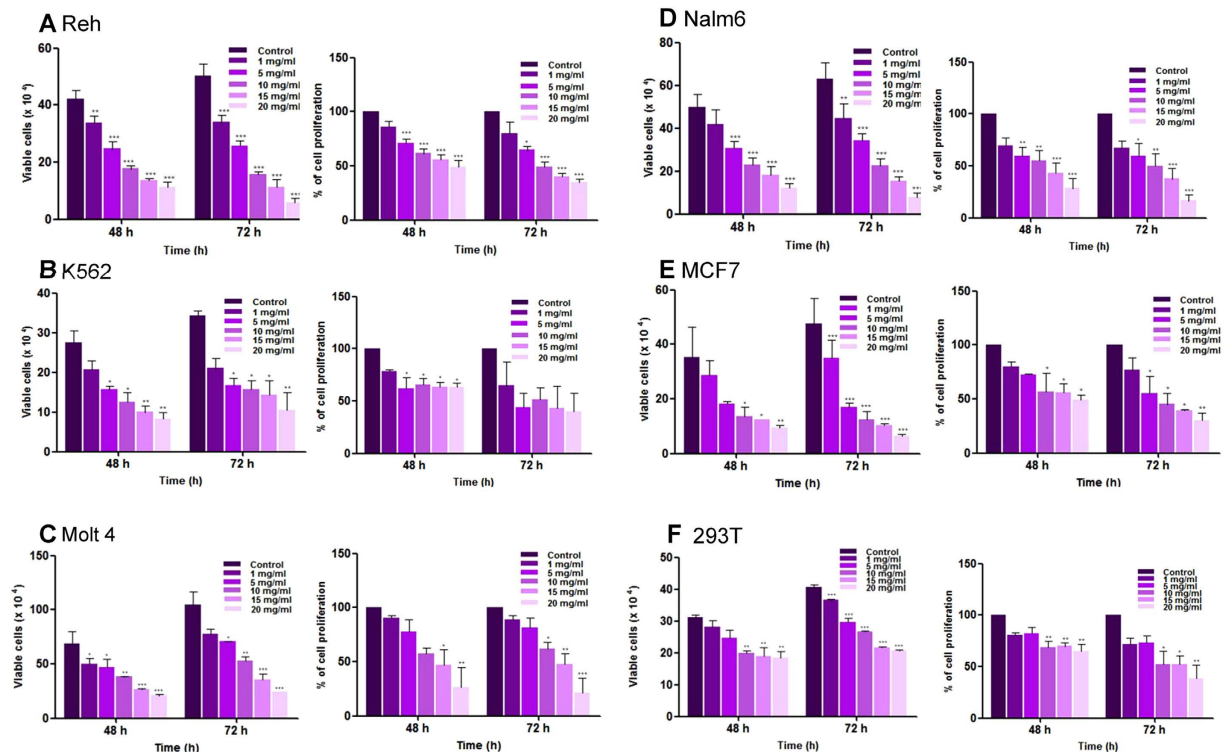 A Reh
Viable cells (x 10⁴)
60
40
20
0
Control
1 mg/ml
5 mg/ml
10 mg/ml
15 mg/ml
20 mg/ml
** *** *** *** ***
*** *** *** *** ***
48 h 72 h
Time (h)
% of cell proliferation
150
100
50
0
Control
1 mg/ml
5 mg/ml
10 mg/ml
15 mg/ml
20 mg/ml
*** *** *** ***
* *** *** ***
48 h 72 h
Time (h)
B K562
Viable cells (x 10⁴)
40
30
20
10
0
Control
1 mg/ml
5 mg/ml
10 mg/ml
15 mg/ml
20 mg/ml
* * ** **
* * * **
48 h 72 h
Time (h)
% of cell proliferation
150
100
50
0
Control
1 mg/ml
5 mg/ml
10 mg/ml
15 mg/ml
20 mg/ml
* * * *
48 h 72 h
Time (h)
C Molt 4
Viable cells (x 10⁻⁴)
150
100
50
0
Control
1 mg/ml
5 mg/ml
10 mg/ml
15 mg/ml
20 mg/ml
* * ** *** ***
* ** *** ***
48 h 72 h
Time (h)
% of cell proliferation
150
100
50
0
Control
1 mg/ml
5 mg/ml
10 mg/ml
15 mg/ml
20 mg/ml
* **
* ** ***
48 h 72 h
Time (h)
D Nalm6
Viable cells (x 10⁴)
80
60
40
20
0
Control
1 mg/ml
5 mg/ml
10 mg/ml
15 mg/ml
20 mg/ml
*** *** *** ***
** *** *** *** ***
48 h 72 h
Time (h)
% of cell proliferation
150
100
50
0
Control
1 mg/ml
5 mg/ml
10 mg/ml
15 mg/ml
20 mg/ml
** ** *** ***
* ** *** ***
48 h 72 h
Time (h)
E MCF7
Viable cells (x 10⁻⁴)
60
40
20
0
Control
1 mg/ml
5 mg/ml
10 mg/ml
15 mg/ml
20 mg/ml
* * **
*** *** *** *** ***
48 h 72 h
Time (h)
% of cell proliferation
150
100
50
0
Control
1 mg/ml
5 mg/ml
10 mg/ml
15 mg/ml
20 mg/ml
* * *
* * * **
48 h 72 h
Time (h)
F 293T
Viable cells (x 10⁻⁴)
50
40
30
20
10
0
Control
1 mg/ml
5 mg/ml
10 mg/ml
15 mg/ml
20 mg/ml
** ** **
*** *** *** *** ***
48 h 72 h
Time (h)
% of cell proliferation
150
100
50
0
Control
1 mg/ml
5 mg/ml
10 mg/ml
15 mg/ml
20 mg/ml
** ** **
* * **
48 h 72 h
Time (h)